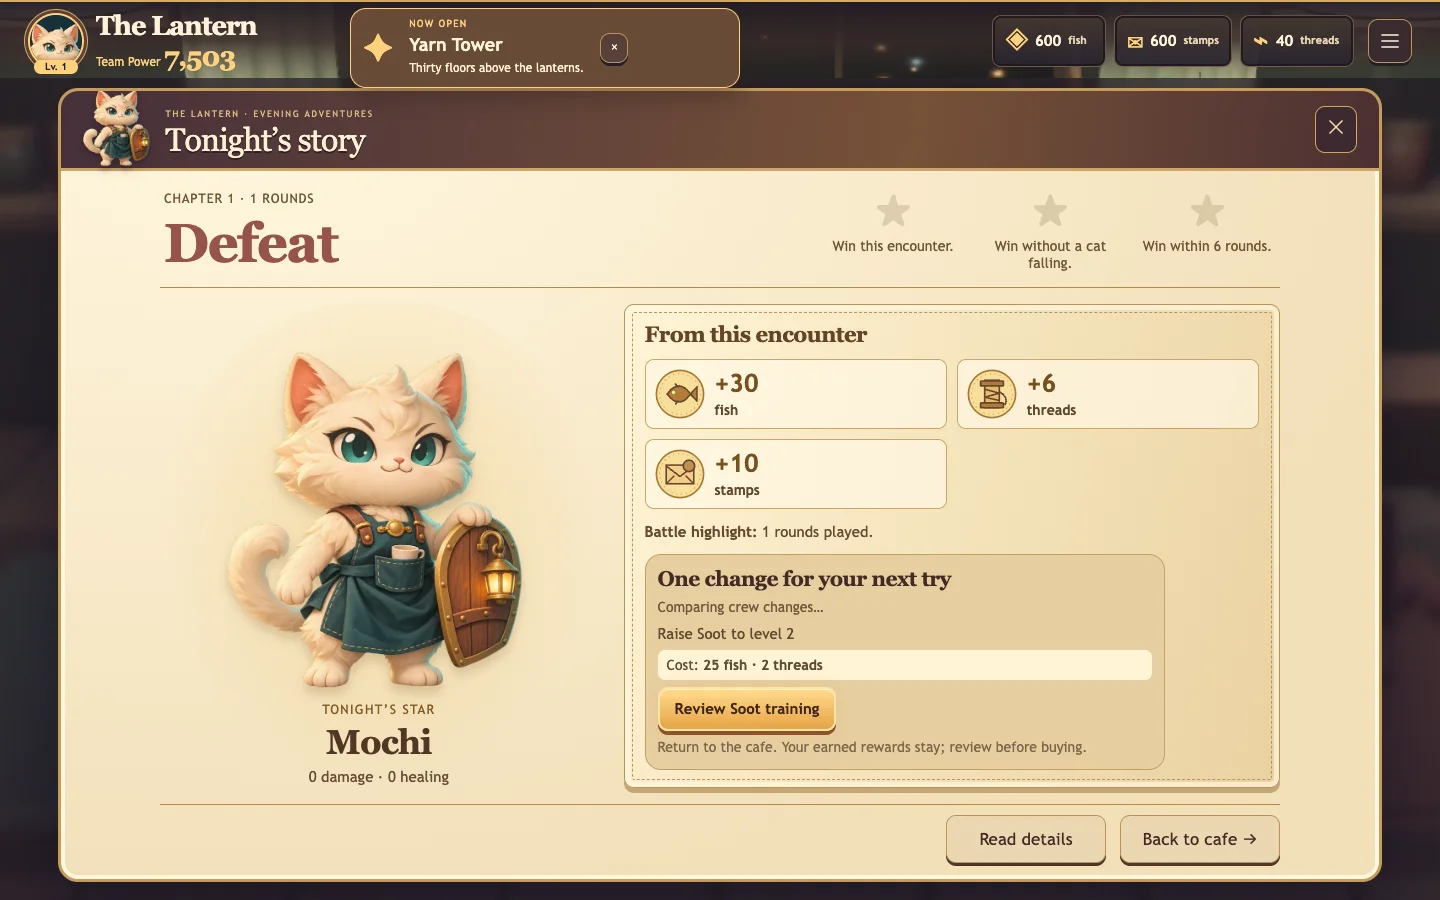 The Lantern
Lv. 1
Team Power 7,503
NOW OPEN
Yarn Tower
Thirty floors above the lanterns.
×
600 fish
600 stamps
40 threads
THE LANTERN · EVENING ADVENTURES
Tonight's story
CHAPTER 1 · 1 ROUNDS
Defeat
Win this encounter.
Win without a cat
falling.
Win within 6 rounds.
From this encounter
+30
fish
+6
threads
+10
stamps
Battle highlight: 1 rounds played.
One change for your next try
Comparing crew changes…
Raise Soot to level 2
Cost: 25 fish · 2 threads
Review Soot training
Return to the cafe. Your earned rewards stay; review before buying.
TONIGHT'S STAR
Mochi
0 damage · 0 healing
Read details
Back to cafe →